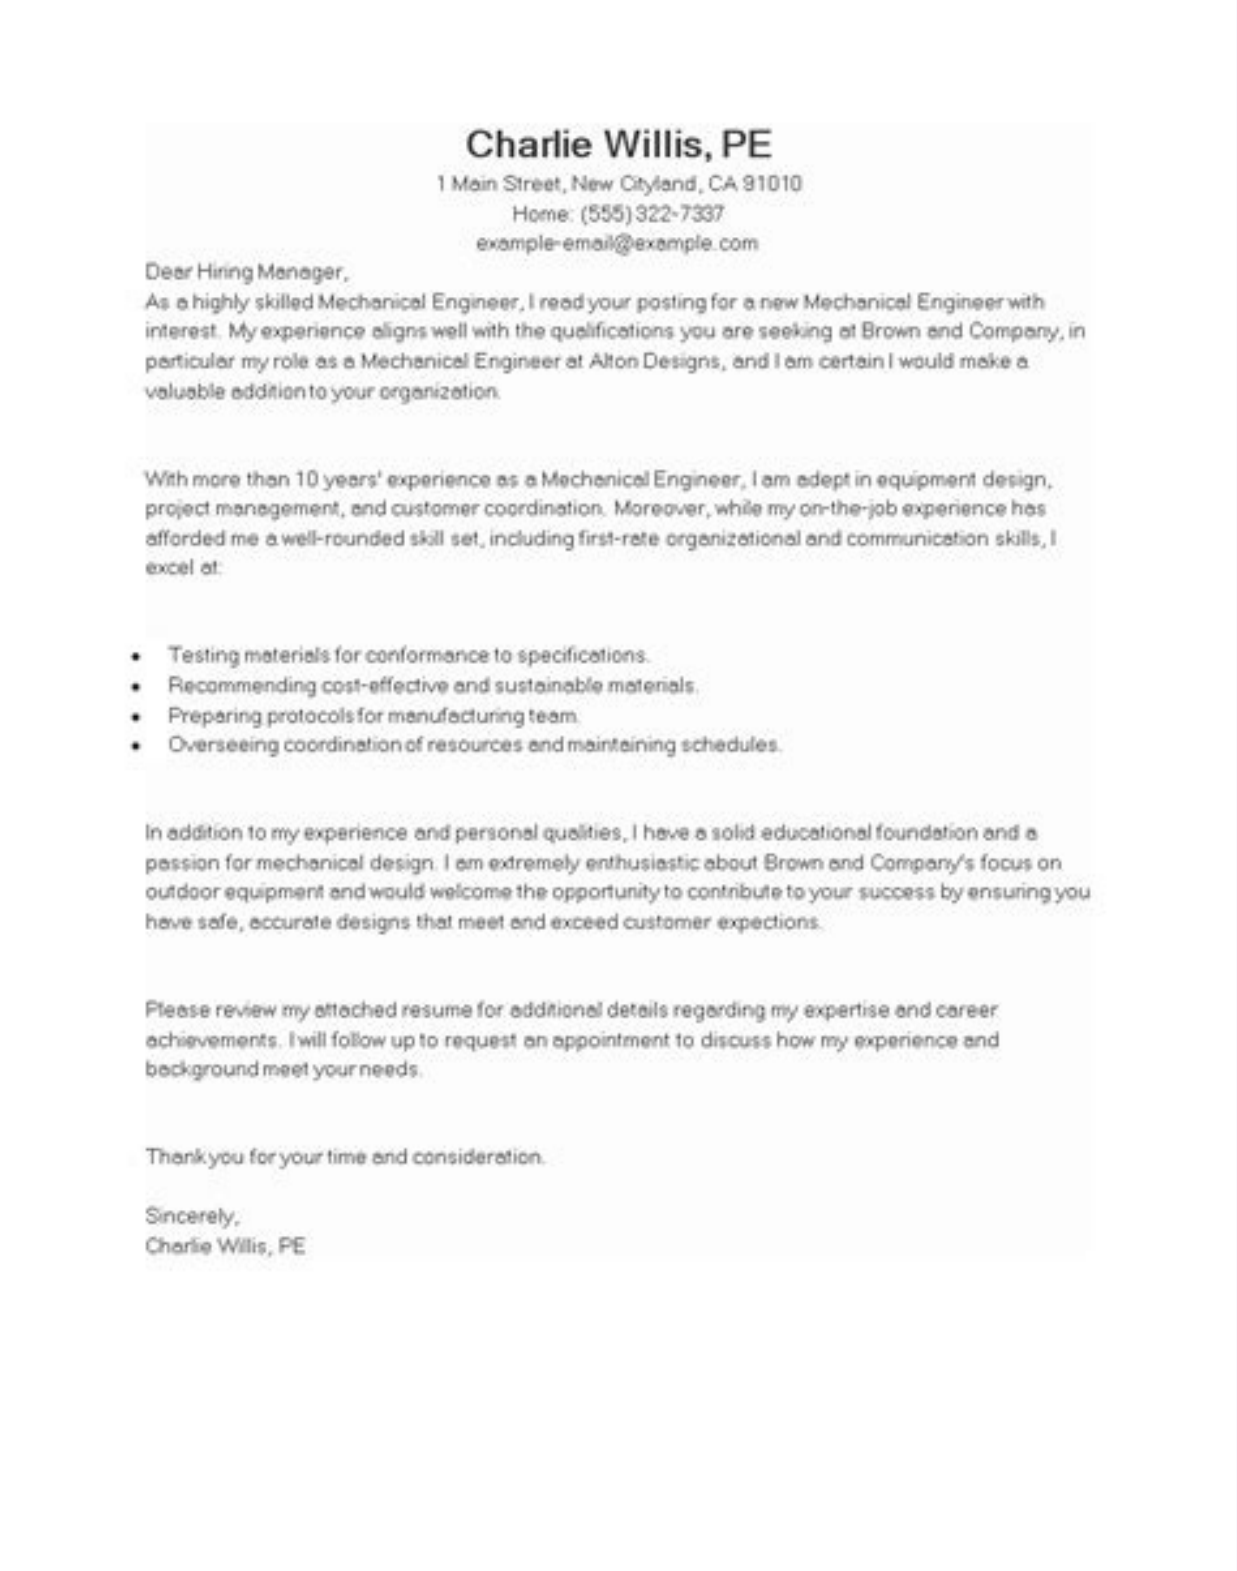 Charlie Willis, PE
1 Main Street, New Cityland, CA 91010
Home: (555) 322-7337
example-email@example.com
Dear Hiring Manager,
As a highly skilled Mechanical Engineer, I read your posting for a new Mechanical Engineer with
interest. My experience aligns well with the qualifications you are seeking at Brown and Company, in
particular my role as a Mechanical Engineer at Alton Designs, and I am certain I would make a
valuable addition to your organization.
With more than 10 years' experience as a Mechanical Engineer, I am adept in equipment design,
project management, and customer coordination. Moreover, while my on-the-job experience has
afforded me a well-rounded skill set, including first-rate organizational and communication skills, I
excel at:
• Testing materials for conformance to specifications.
• Recommending cost-effective and sustainable materials.
• Preparing protocols for manufacturing team.
• Overseeing coordination of resources and maintaining schedules.
In addition to my experience and personal qualities, I have a solid educational foundation and a
passion for mechanical design. I am extremely enthusiastic about Brown and Company's focus on
outdoor equipment and would welcome the opportunity to contribute to your success by ensuring you
have safe, accurate designs that meet and exceed customer expections.
Please review my attached resume for additional details regarding my expertise and career
achievements. I will follow up to request an appointment to discuss how my experience and
background meet your needs.
Thank you for your time and consideration.
Sincerely,
Charlie Willis, PE